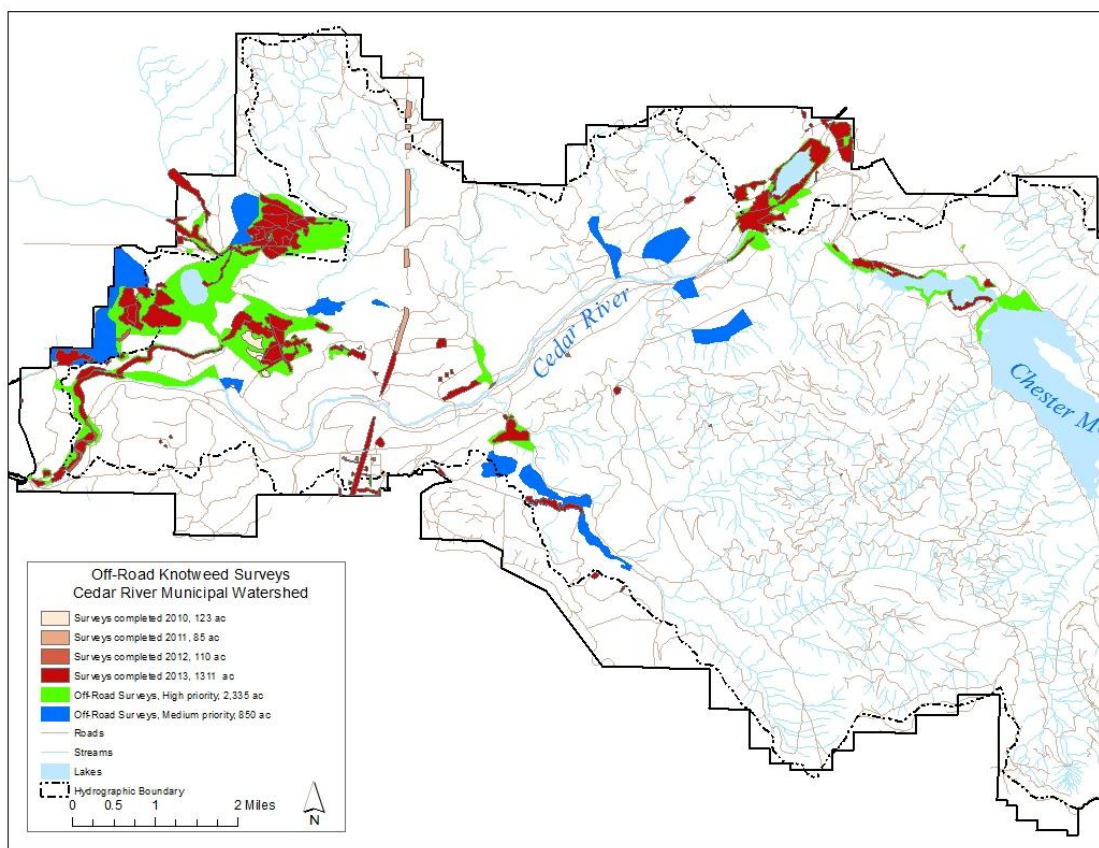 Cedar River
Chester M
Off-Road Knotweed Surveys
Cedar River Municipal Watershed
Surveys completed 2010, 123 ac
Surveys completed 2011, 85 ac
Surveys completed 2012, 110 ac
Surveys completed 2013, 1311 ac
Off-Road Surveys, High priority, 2,335 ac
Off-Road Surveys, Medium priority, 850 ac
Roads
Streams
Lakes
Hydrographic Boundary
0 0.5 1 2 Miles
N